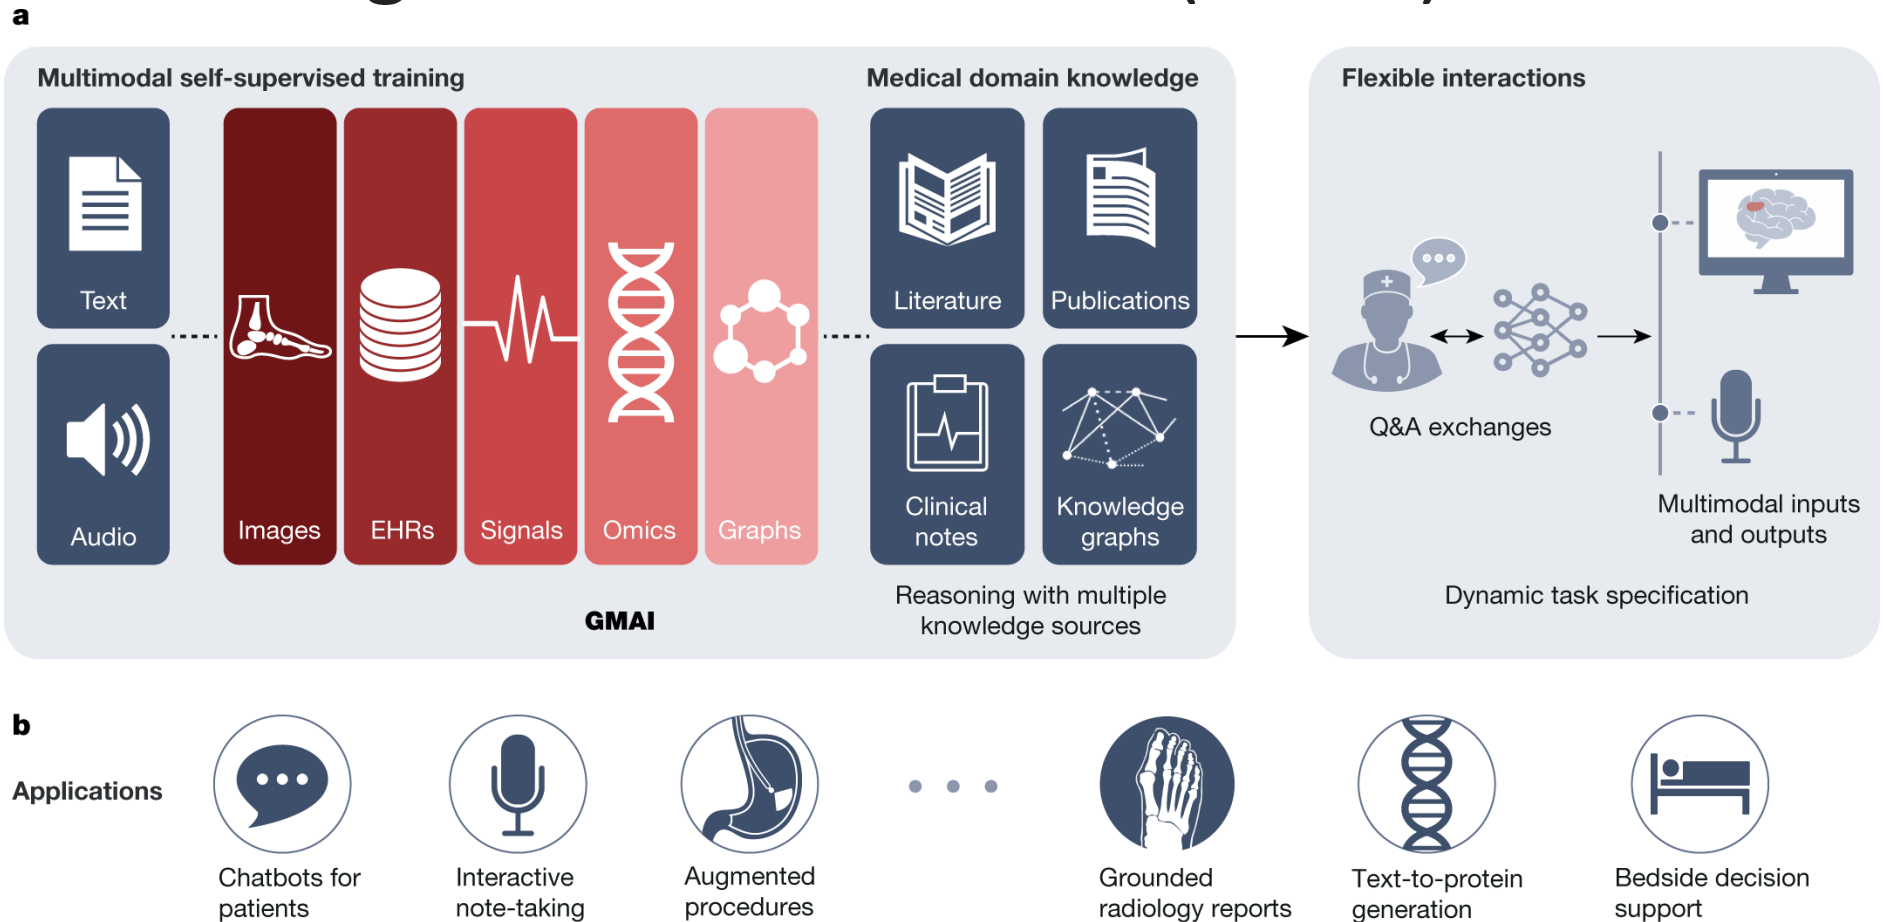 a
Multimodal self-supervised training
Medical domain knowledge
Flexible interactions
Text
Audio
Images
EHRs
Signals
Omics
Graphs
Literature
Publications
Clinical
notes
Knowledge
graphs
Reasoning with multiple
knowledge sources
GMAI
Q&A exchanges
Multimodal inputs
and outputs
Dynamic task specification
b
Applications
Chatbots for
patients
Interactive
note-taking
Augmented
procedures
Grounded
radiology reports
Text-to-protein
generation
Bedside decision
support